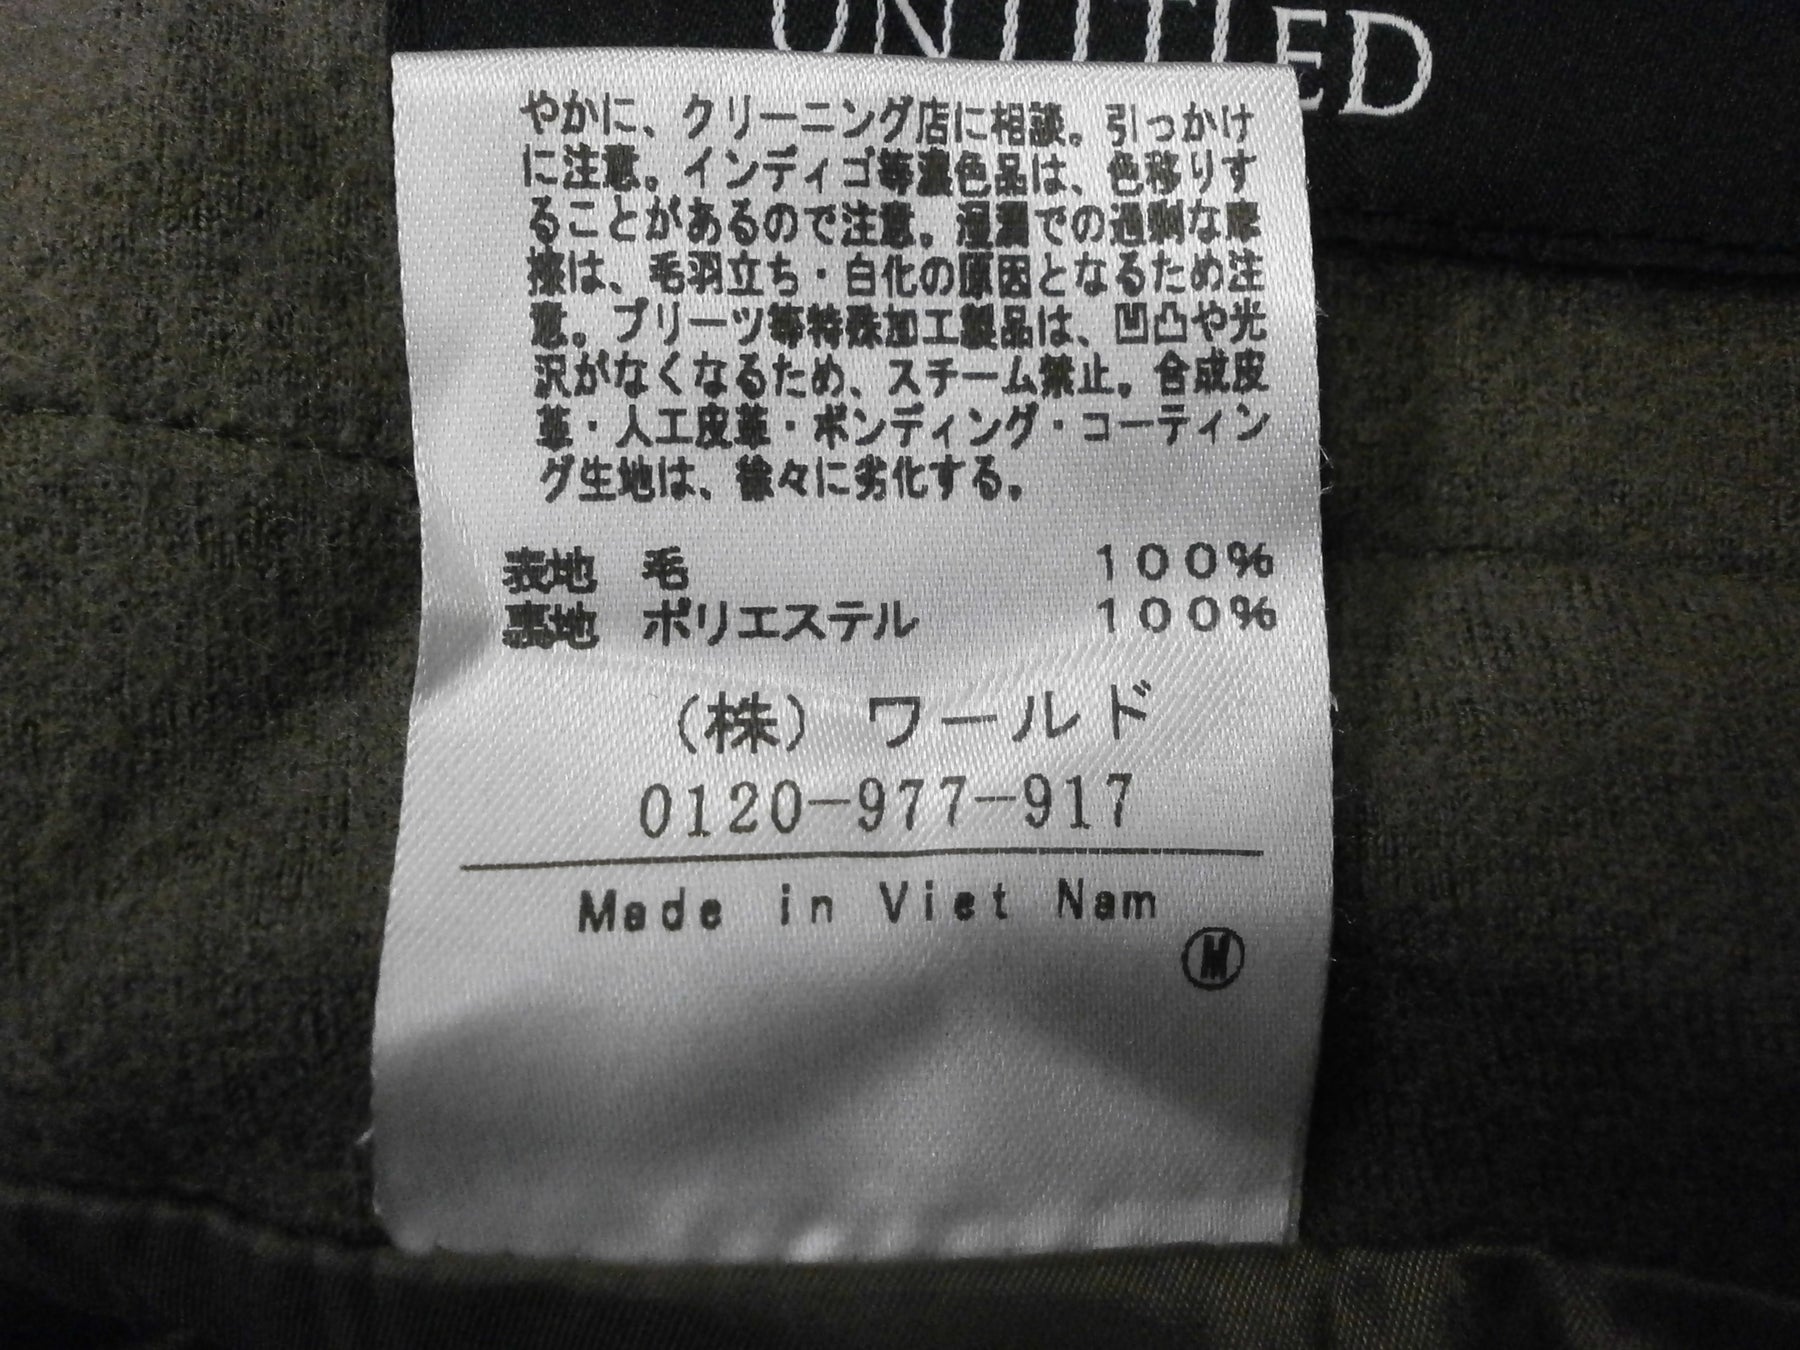 UNTITLED
やかに、クリーニング店に相談。引っかけ
に注意。インディゴ等濃色品は、色移りす
ることがあるので注意。湿潤での過剰な摩
擦は、毛羽立ち・白化の原因となるため注
意。プリーツ等特殊加工製品は、凹凸や光
沢がなくなるため、スチーム禁止。合成皮
革・人工皮革・ボンディング・コーティン
グ生地は、徐々に劣化する。
表地 毛 100%
裏地 ポリエステル 100%
(株) ワールド
0120-977-917
Made in Viet Nam
Ⓜ